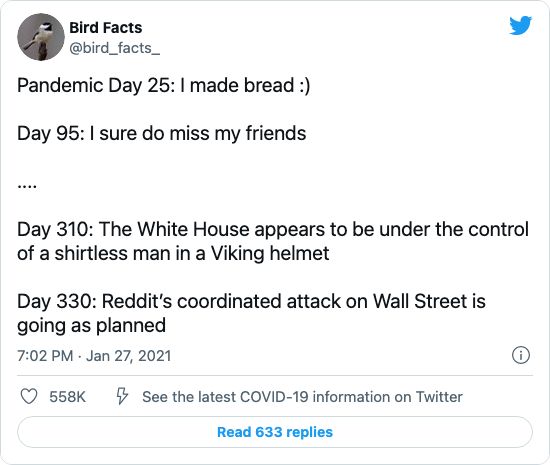 Bird Facts
@bird_facts_
Pandemic Day 25: I made bread :)
Day 95: I sure do miss my friends
....
Day 310: The White House appears to be under the control
of a shirtless man in a Viking helmet
Day 330: Reddit’s coordinated attack on Wall Street is
going as planned
7:02 PM · Jan 27, 2021
558K
See the latest COVID-19 information on Twitter
Read 633 replies